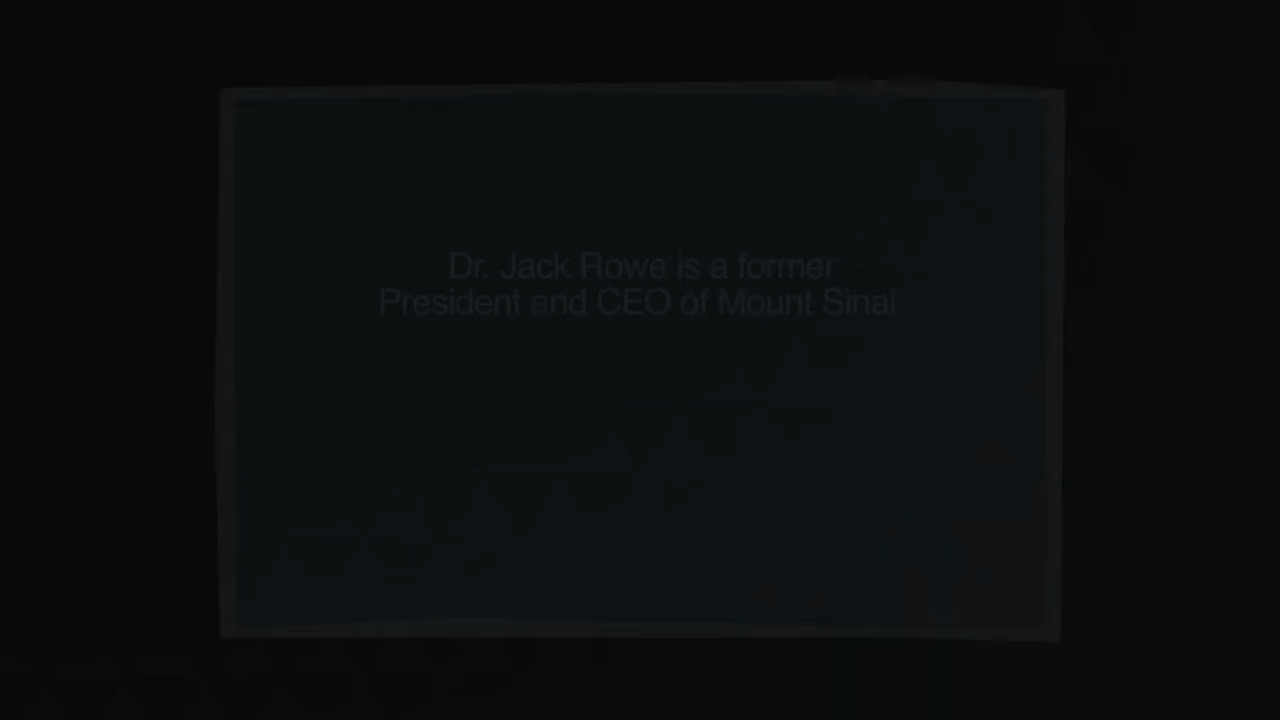 Dr. Jack Rowe is a former
President and CEO of Mount Sinai